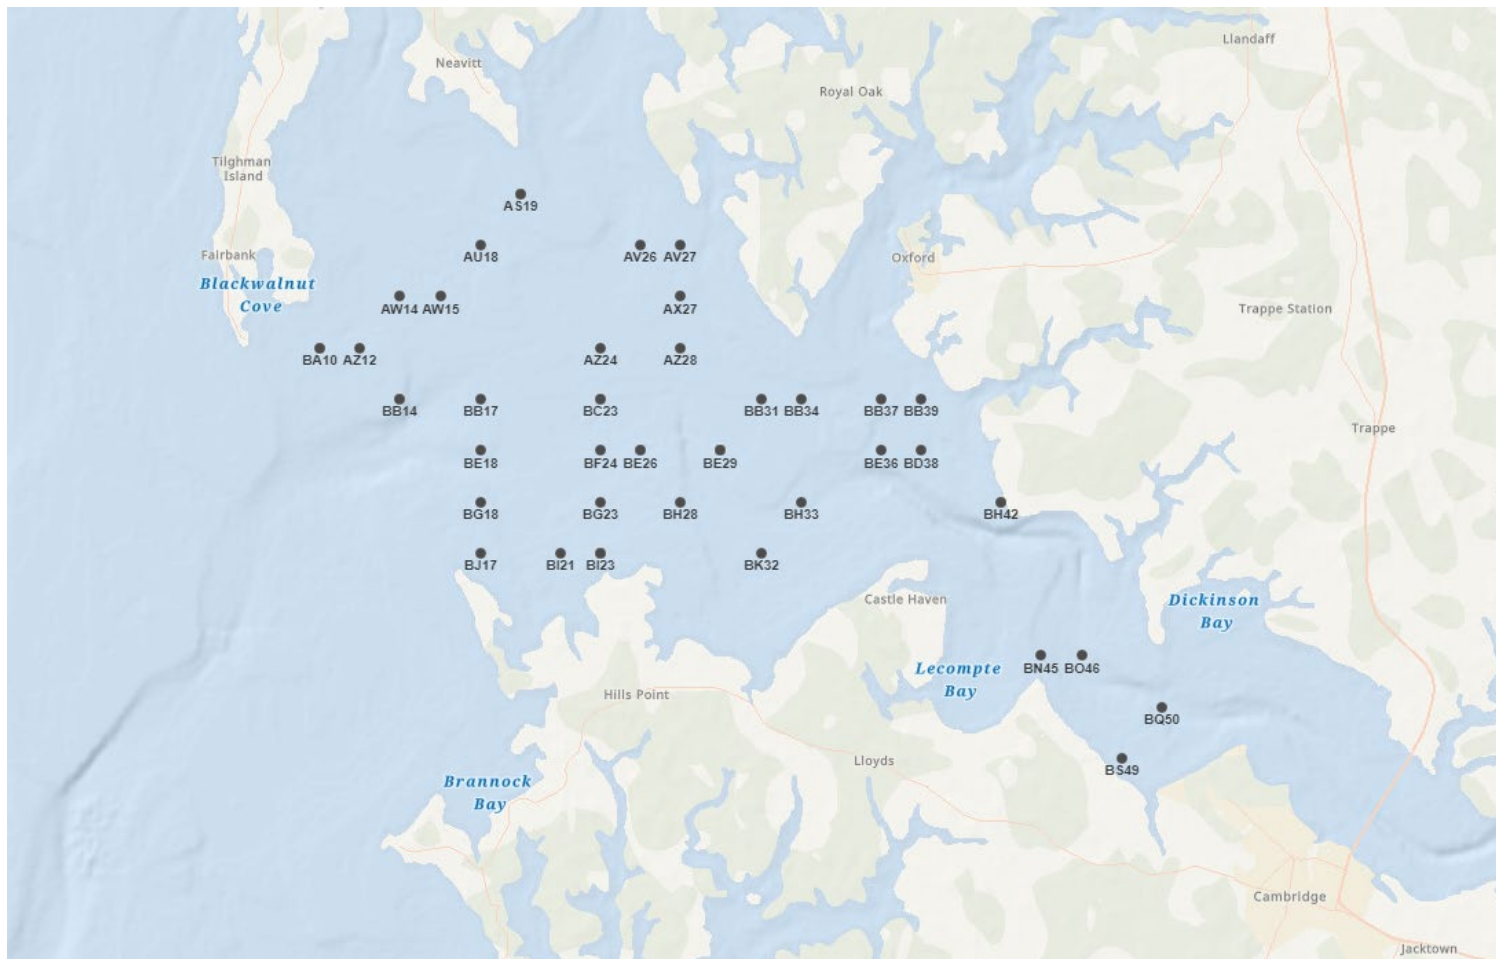 Llandaff
Neavitt
Royal Oak
Tilghman
Island
AS19
Fairbank
AU18
AV26
AV27
Oxford
Blackwalnut
Cove
AW14
AW15
AX27
Trappe Station
BA10
AZ12
AZ24
AZ28
BB14
BB17
BC23
BB31
BB34
BB37
BB39
Trappe
BE18
BF24
BE26
BE29
BE36
BD38
BG18
BG23
BH28
BH33
BH42
BJ17
BI21
BI23
BK32
Castle Haven
Dickinson
Bay
Lecompte
Bay
BN45
BO46
Hills Point
BQ50
Lloyds
BS49
Brannock
Bay
Cambridge
Jacktown